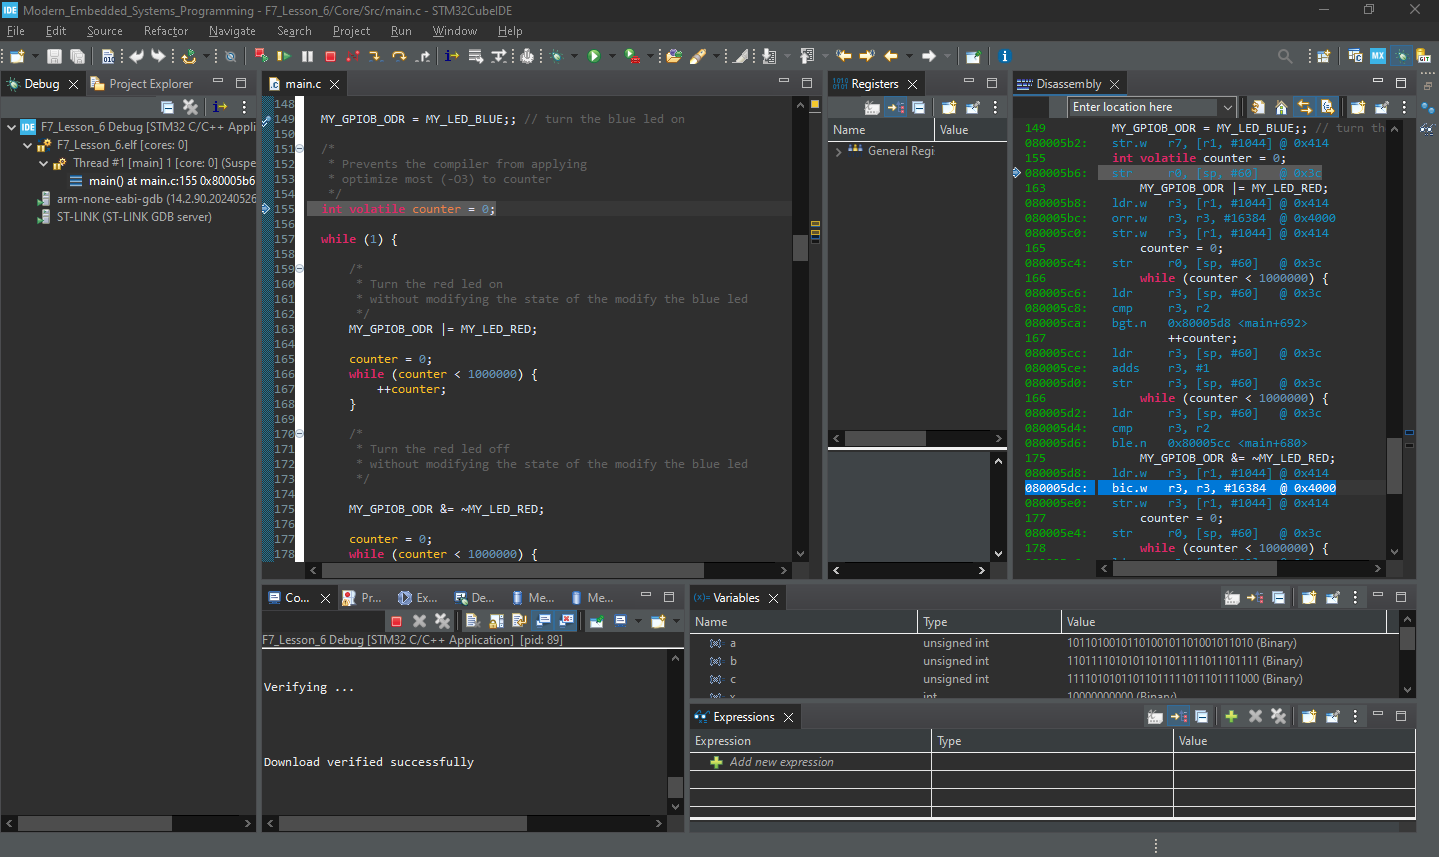 IDE Modern_Embedded_Systems_Programming - F7_Lesson_6/Core/Src/main.c - STM32CubeIDE
File Edit Source Refactor Navigate Search Project Run Window Help
MX
GIT
Debug
Project Explorer
IDE F7_Lesson_6 Debug [STM32 C/C++ Appli
F7_Lesson_6.elf [cores: 0]
Thread #1 [main] 1 [core: 0] (Suspe
main() at main.c:155 0x80005b6
arm-none-eabi-gdb (14.2.90.20240526
ST-LINK (ST-LINK GDB server)
main.c
148
149 MY_GPIOB_ODR = MY_LED_BLUE;; // turn the blue led on
150
151 /*
152 * Prevents the compiler from applying
153 * optimize most (-O3) to counter
154 */
155 int volatile counter = 0;
156
157 while (1) {
158
159 /*
160 * Turn the red led on
161 * without modifying the state of the modify the blue led
162 */
163 MY_GPIOB_ODR |= MY_LED_RED;
164
165 counter = 0;
166 while (counter < 1000000) {
167 ++counter;
168 }
169
170 /*
171 * Turn the red led off
172 * without modifying the state of the modify the blue led
173 */
174
175 MY_GPIOB_ODR &= ~MY_LED_RED;
176
177 counter = 0;
178 while (counter < 1000000) {
Registers
Name Value
General Regi
Disassembly
Enter location here
149 MY_GPIOB_ODR = MY_LED_BLUE;; // turn th
080005b2: str.w r7, [r1, #1044] @ 0x414
155 int volatile counter = 0;
080005b6: str r0, [sp, #60] @ 0x3c
163 MY_GPIOB_ODR |= MY_LED_RED;
080005b8: ldr.w r3, [r1, #1044] @ 0x414
080005bc: orr.w r3, r3, #16384 @ 0x4000
080005c0: str.w r3, [r1, #1044] @ 0x414
165 counter = 0;
080005c4: str r0, [sp, #60] @ 0x3c
166 while (counter < 1000000) {
080005c6: ldr r3, [sp, #60] @ 0x3c
080005c8: cmp r3, r2
080005ca: bgt.n 0x80005d8 <main+692>
167 ++counter;
080005cc: ldr r3, [sp, #60] @ 0x3c
080005ce: adds r3, #1
080005d0: str r3, [sp, #60] @ 0x3c
166 while (counter < 1000000) {
080005d2: ldr r3, [sp, #60] @ 0x3c
080005d4: cmp r3, r2
080005d6: ble.n 0x80005cc <main+680>
175 MY_GPIOB_ODR &= ~MY_LED_RED;
080005d8: ldr.w r3, [r1, #1044] @ 0x414
080005dc: bic.w r3, r3, #16384 @ 0x4000
080005e0: str.w r3, [r1, #1044] @ 0x414
177 counter = 0;
080005e4: str r0, [sp, #60] @ 0x3c
178 while (counter < 1000000) {
Co... Pr... Ex... De... Me... Me...
F7_Lesson_6 Debug [STM32 C/C++ Application] [pid: 89]
Verifying ...
Download verified successfully
(x)= Variables
Name Type Value
a unsigned int 1011010010110100101101001011010 (Binary)
b unsigned int 11011110101011011011111011101111 (Binary)
c unsigned int 11110101011011011111011101111000 (Binary)
x int 10000000000 (Binary)
Expressions
Expression Type Value
Add new expression